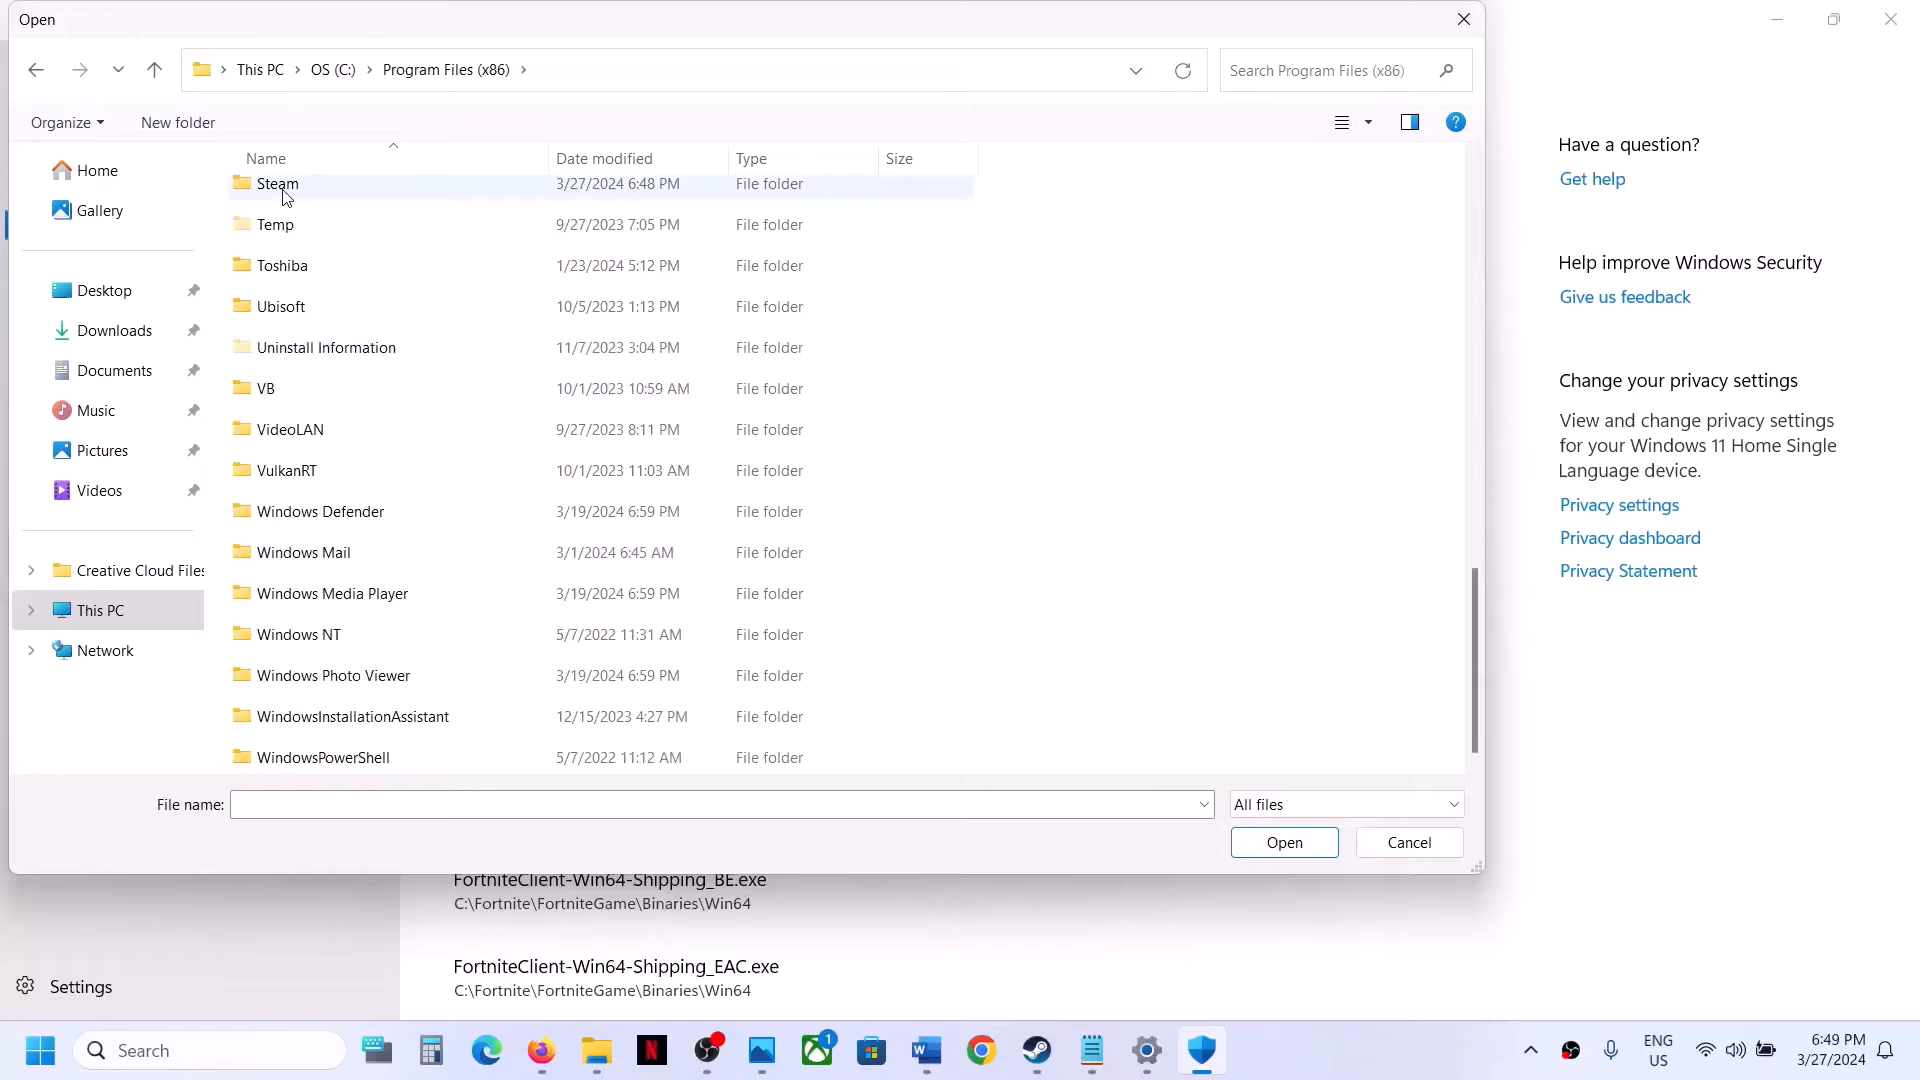 Open
This PC > OS (C:) > Program Files (x86) >
Search Program Files (x86)
Organize
New folder
Name
Date modified
Type
Size
Home
Gallery
Desktop
Downloads
Documents
Music
Pictures
Videos
Creative Cloud Files
This PC
Network
Steam 3/27/2024 6:48 PM File folder
Temp 9/27/2023 7:05 PM File folder
Toshiba 1/23/2024 5:12 PM File folder
Ubisoft 10/5/2023 1:13 PM File folder
Uninstall Information 11/7/2023 3:04 PM File folder
VB 10/1/2023 10:59 AM File folder
VideoLAN 9/27/2023 8:11 PM File folder
VulkanRT 10/1/2023 11:03 AM File folder
Windows Defender 3/19/2024 6:59 PM File folder
Windows Mail 3/1/2024 6:45 AM File folder
Windows Media Player 3/19/2024 6:59 PM File folder
Windows NT 5/7/2022 11:31 AM File folder
Windows Photo Viewer 3/19/2024 6:59 PM File folder
WindowsInstallationAssistant 12/15/2023 4:27 PM File folder
WindowsPowerShell 5/7/2022 11:12 AM File folder
File name:
All files
Open
Cancel
Have a question?
Get help
Help improve Windows Security
Give us feedback
Change your privacy settings
View and change privacy settings
for your Windows 11 Home Single
Language device.
Privacy settings
Privacy dashboard
Privacy Statement
FortniteClient-Win64-Shipping_BE.exe
C:\Fortnite\FortniteGame\Binaries\Win64
FortniteClient-Win64-Shipping_EAC.exe
C:\Fortnite\FortniteGame\Binaries\Win64
Settings
Search
1
ENG
US
6:49 PM
3/27/2024